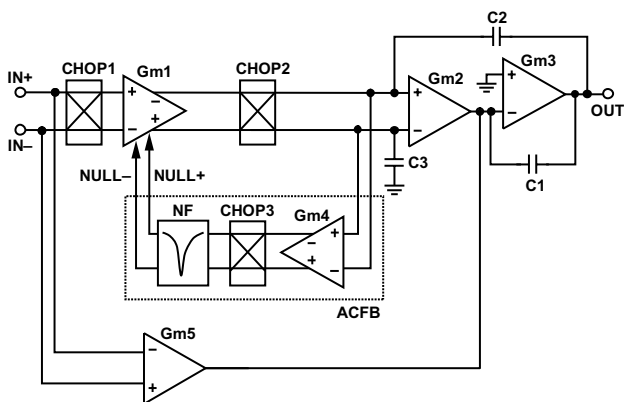 C2
CHOP1
Gm1
CHOP2
Gm2
Gm3
IN+
IN–
OUT
C3
C1
NULL–
NULL+
NF
CHOP3
Gm4
ACFB
Gm5
+
–
–
+
+
–
+
–
+
–
–
+
–
+